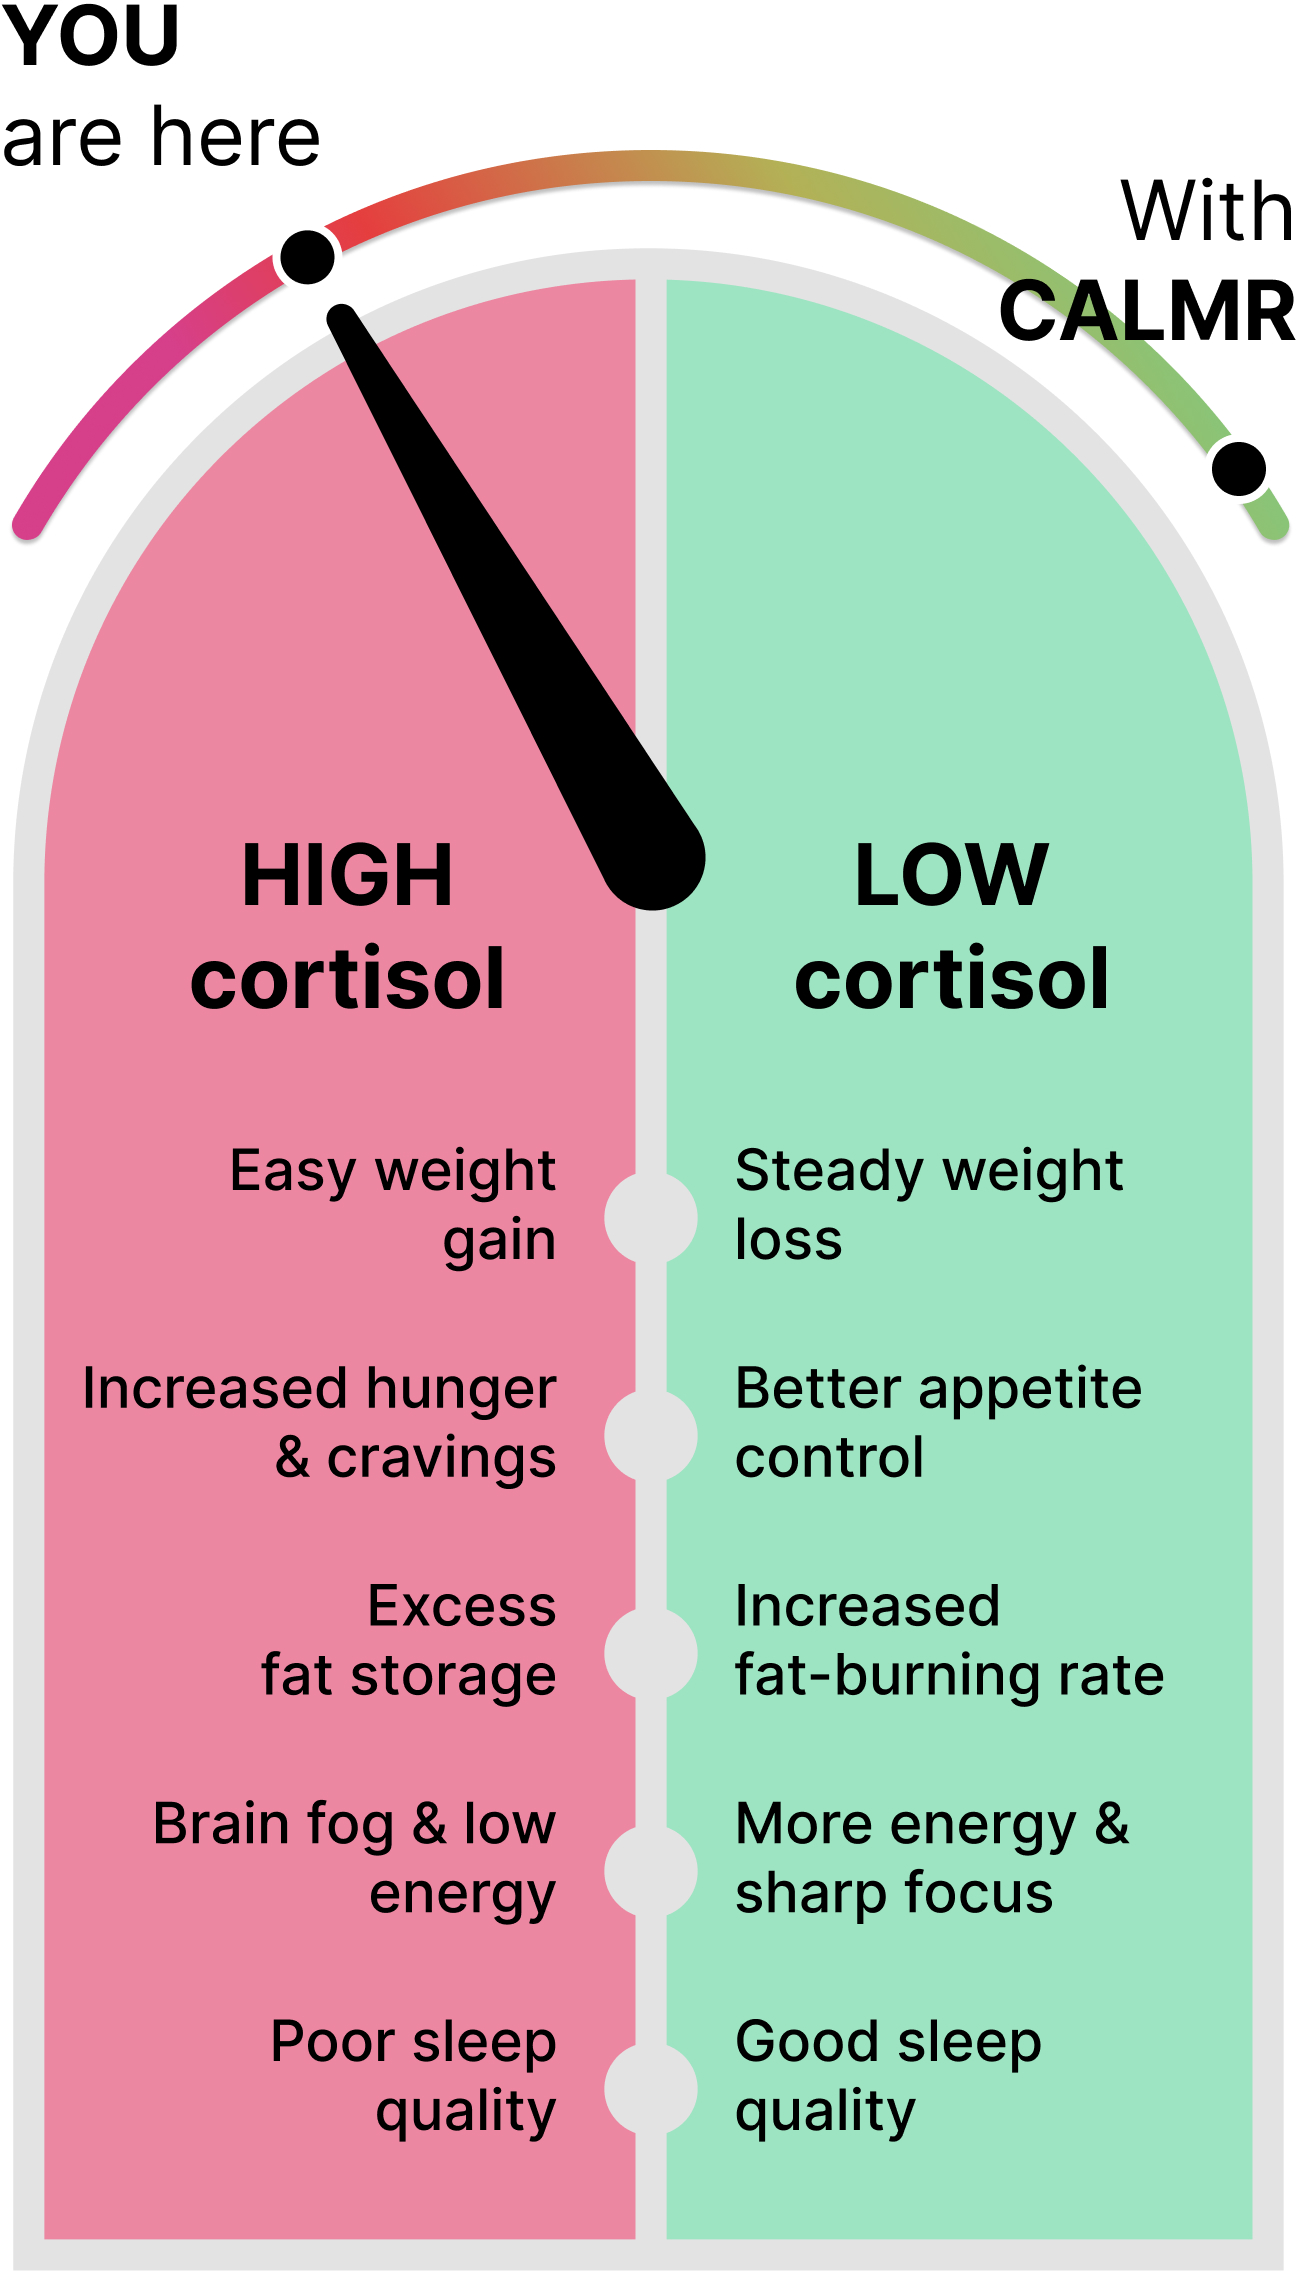 YOU
are here
With
CALMR
HIGH
cortisol
LOW
cortisol
Easy weight
gain
Steady weight
loss
Increased hunger
& cravings
Better appetite
control
Excess
fat storage
Increased
fat-burning rate
Brain fog & low
energy
More energy &
sharp focus
Poor sleep
quality
Good sleep
quality